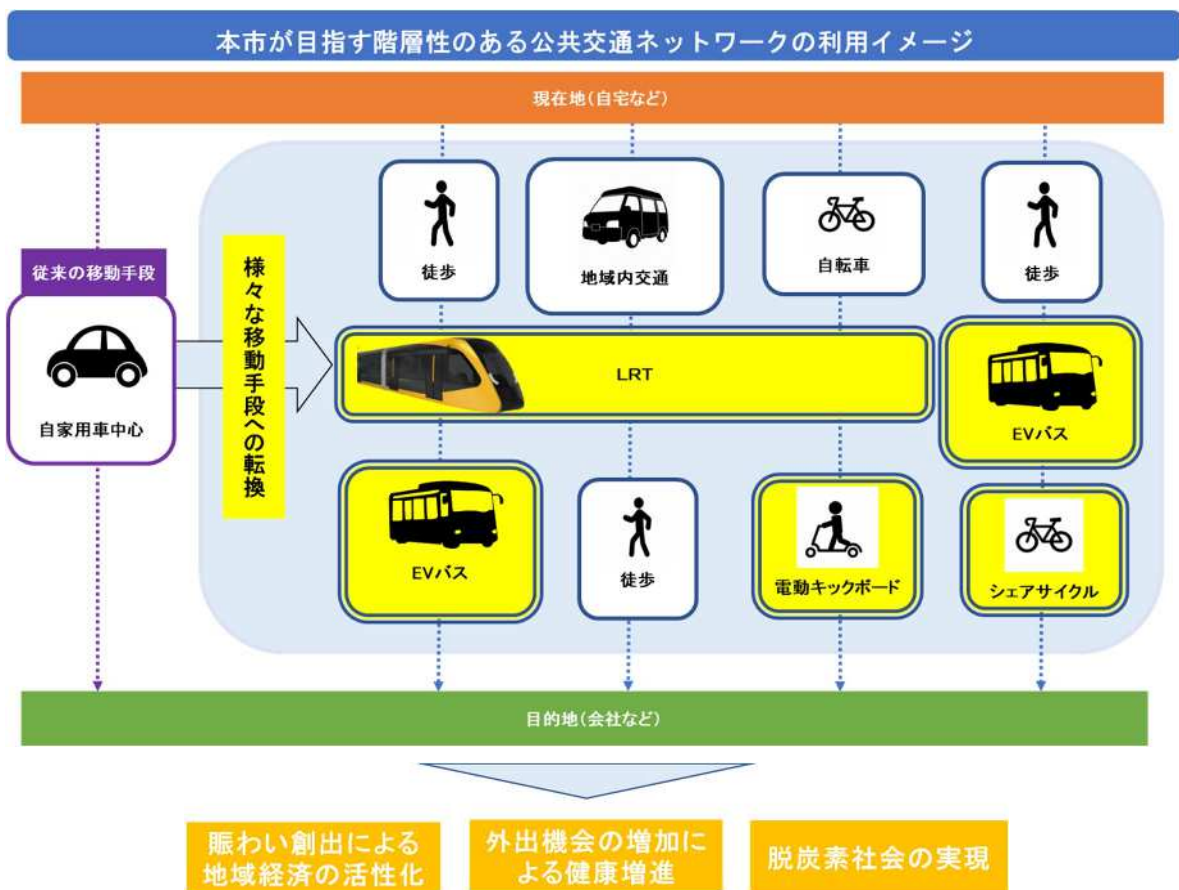 本市が目指す階層性のある公共交通ネットワークの利用イメージ
現在地(自宅など)
従来の移動手段
自家用車中心
様々な移動手段への転換
徒歩
地域内交通
自転車
徒歩
LRT
EVバス
EVバス
徒歩
電動キックボード
シェアサイクル
目的地(会社など)
賑わい創出による
地域経済の活性化
外出機会の増加に
よる健康増進
脱炭素社会の実現